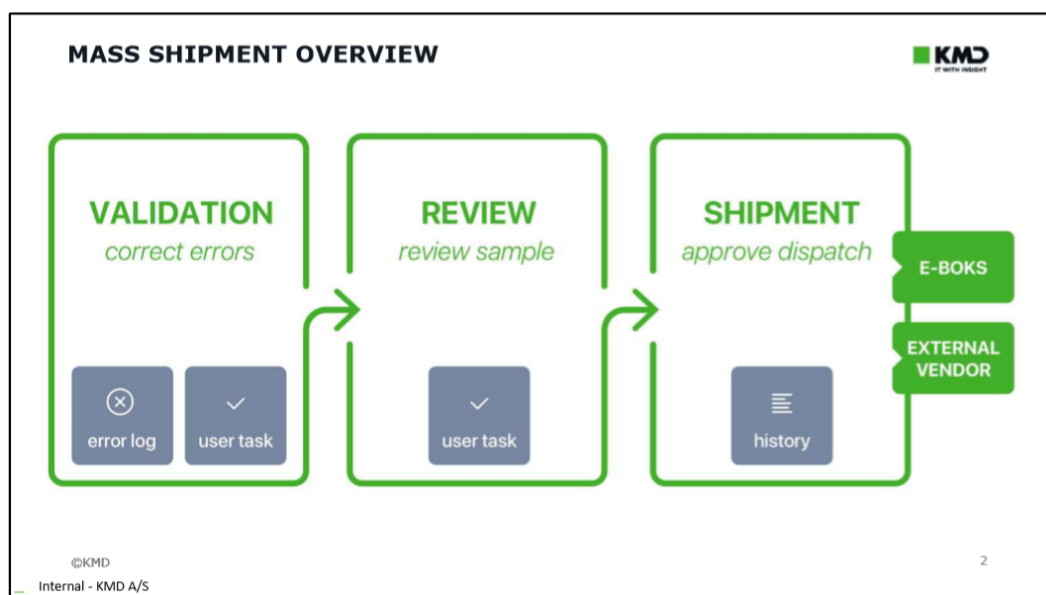 MASS SHIPMENT OVERVIEW
KMD
IT WITH INSIGHT
VALIDATION
correct errors
error log
user task
REVIEW
review sample
user task
SHIPMENT
approve dispatch
history
E-BOKS
EXTERNAL
VENDOR
©KMD
2
Internal - KMD A/S